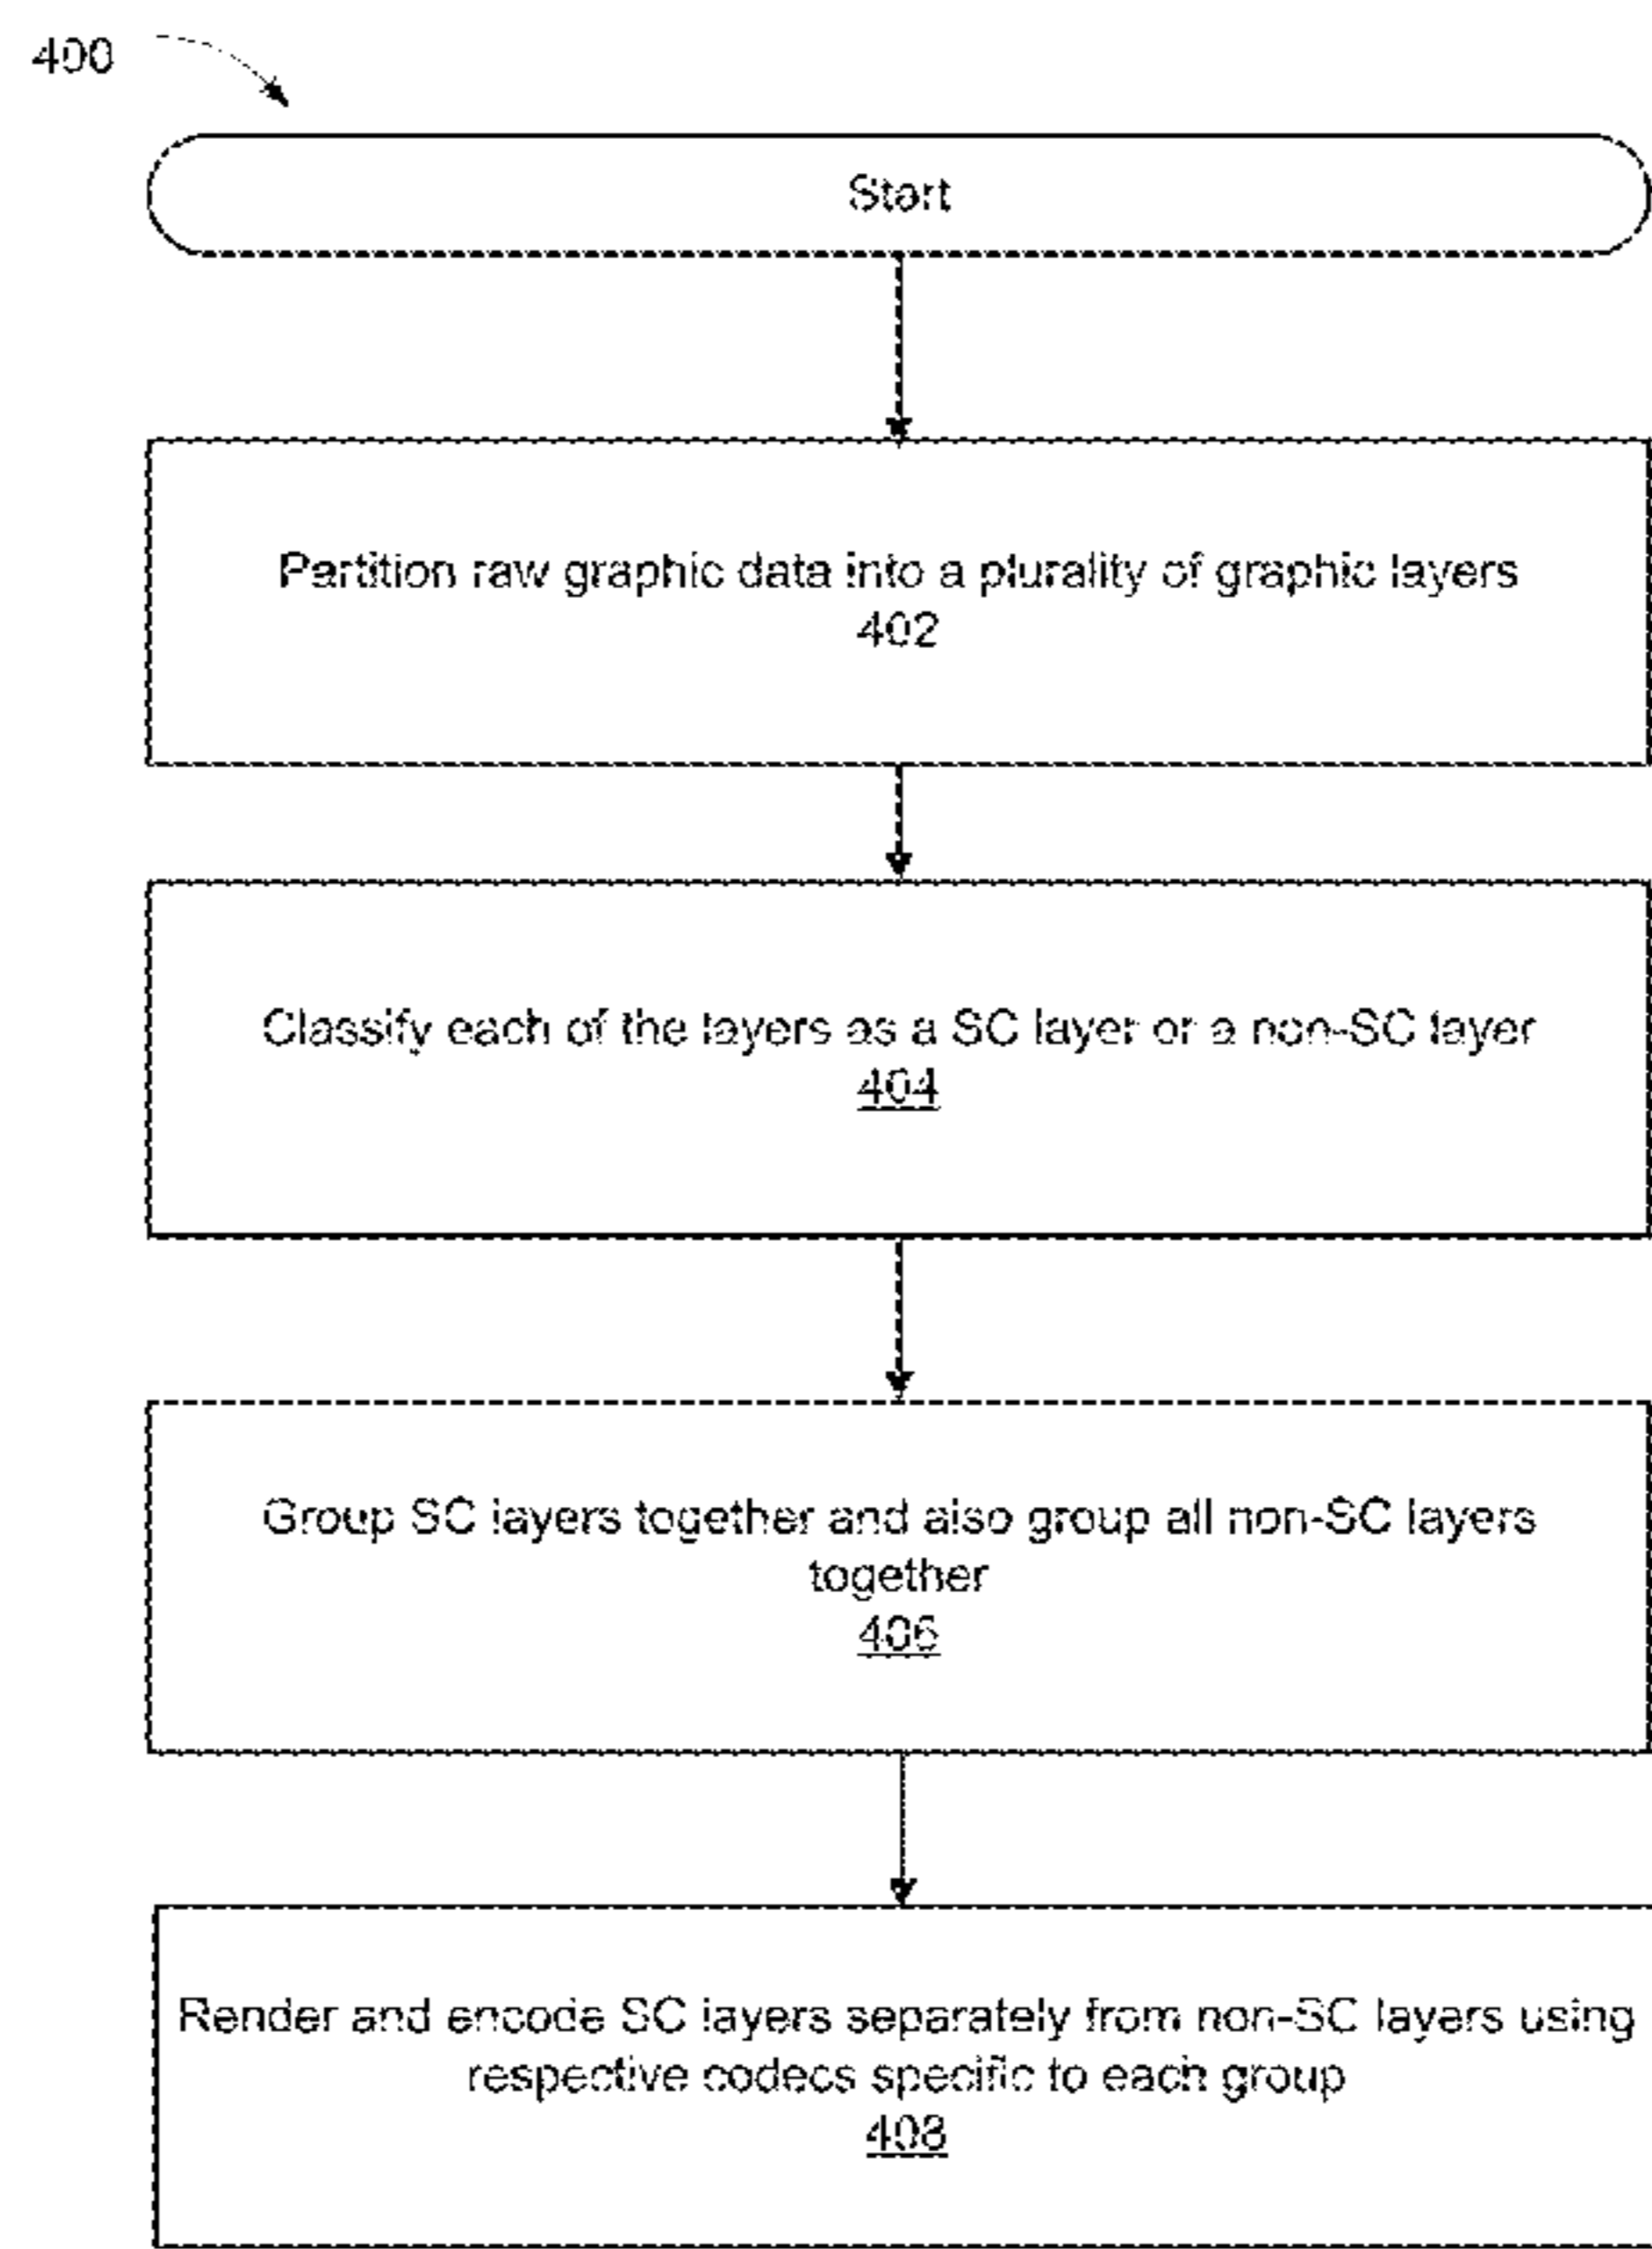 400
Start
Partition raw graphic data into a plurality of graphic layers
402
Classify each of the layers as a SC layer or a non-SC layer
404
Group SC layers together and also group all non-SC layers
together
406
Render and encode SC layers separately from non-SC layers using
respective codecs specific to each group
408